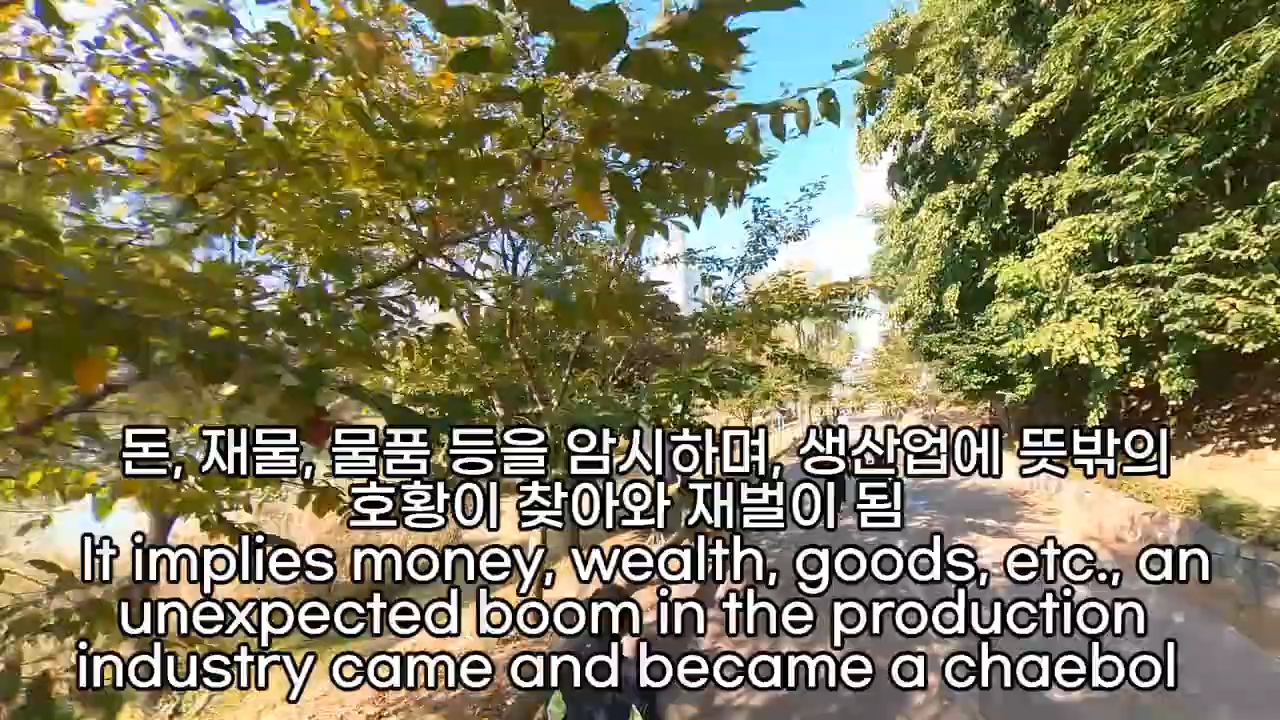 돈, 재물, 물품 등을 암시하며, 생산업에 뜻밖의
호황이 찾아와 재벌이 됨
It implies money, wealth, goods, etc., an
unexpected boom in the production
industry came and became a chaebol